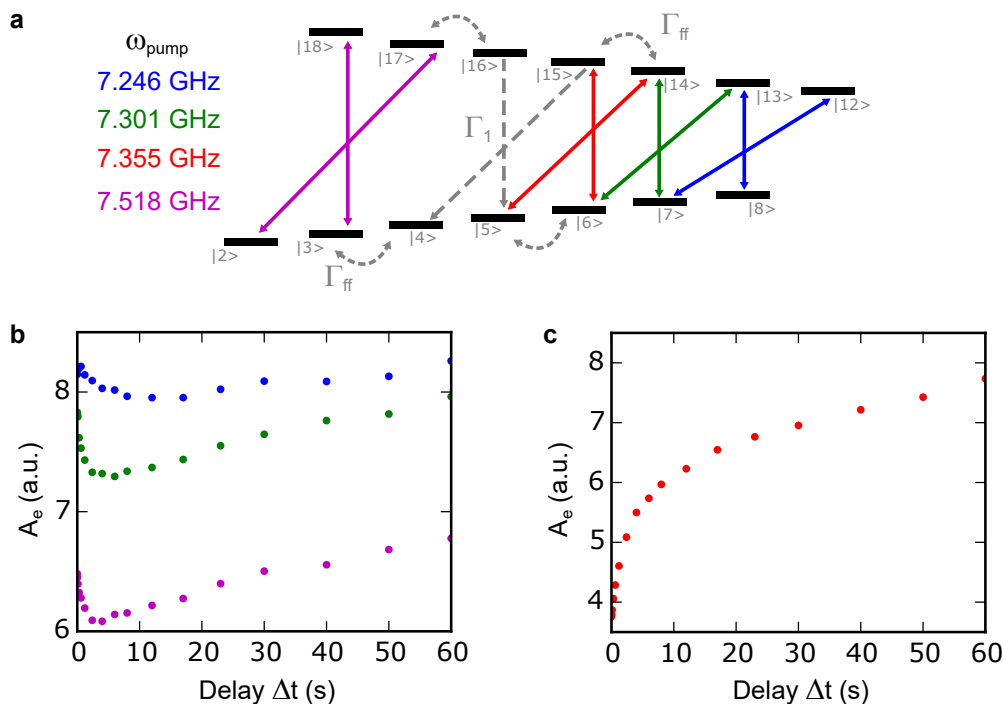 a
ω_pump
7.246 GHz
7.301 GHz
7.355 GHz
7.518 GHz
|18> |17> |16> |15> |14> |13> |12>
Γ_ff
Γ_1
|2> |3> |4> |5> |6> |7> |8>
Γ_ff
b
A_e (a.u.)
8
7
6
0 10 20 30 40 50 60
Delay Δt (s)
c
A_e (a.u.)
8
7
6
5
4
0 10 20 30 40 50 60
Delay Δt (s)